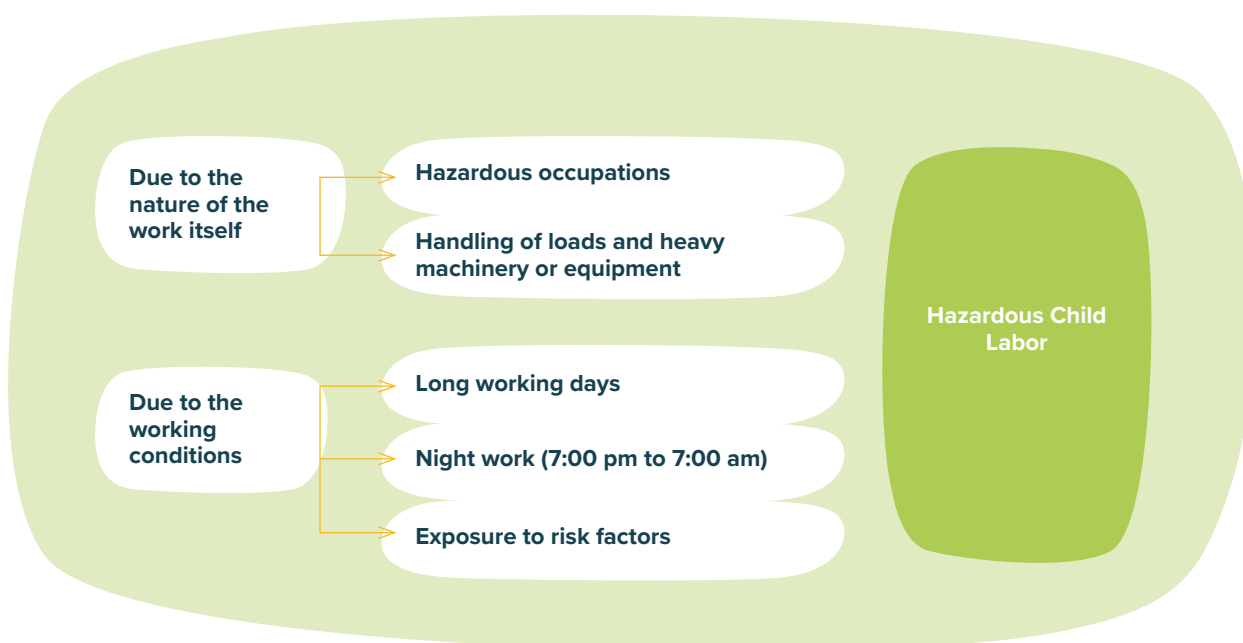 Due to the
nature of the
work itself
Hazardous occupations
Handling of loads and heavy
machinery or equipment
Due to the
working
conditions
Long working days
Night work (7:00 pm to 7:00 am)
Exposure to risk factors
Hazardous Child
Labor